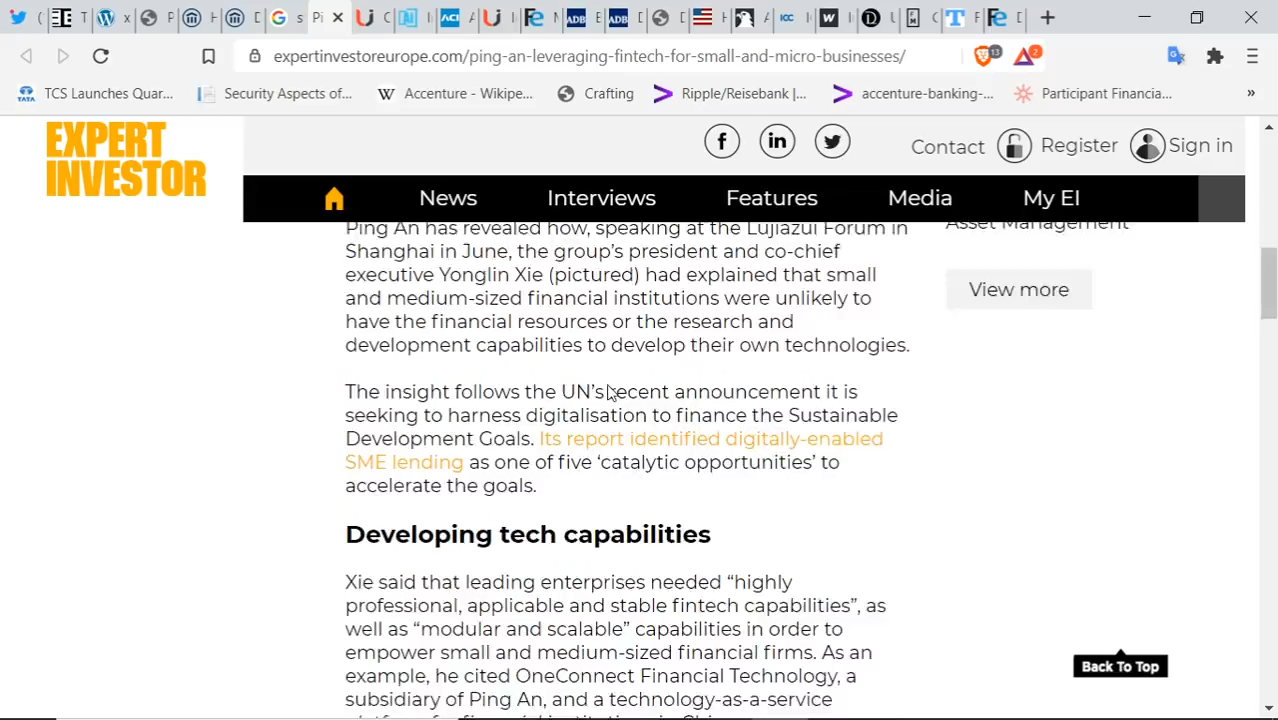 expertinvestoreurope.com/ping-an-leveraging-fintech-for-small-and-micro-businesses/
13
2
TCS Launches Quar...
Security Aspects of...
Accenture - Wikipe...
Crafting
Ripple/Reisebank |...
accenture-banking-...
Participant Financia...
»
EXPERT
INVESTOR
Contact
Register
Sign in
News
Interviews
Features
Media
My EI
Ping An has revealed how, speaking at the Lujiazui Forum in
Shanghai in June, the group's president and co-chief
executive Yonglin Xie (pictured) had explained that small
and medium-sized financial institutions were unlikely to
have the financial resources or the research and
development capabilities to develop their own technologies.
Asset Management
View more
The insight follows the UN's recent announcement it is
seeking to harness digitalisation to finance the Sustainable
Development Goals. Its report identified digitally-enabled
SME lending as one of five ‘catalytic opportunities’ to
accelerate the goals.
Developing tech capabilities
Xie said that leading enterprises needed “highly
professional, applicable and stable fintech capabilities”, as
well as “modular and scalable” capabilities in order to
empower small and medium-sized financial firms. As an
example, he cited OneConnect Financial Technology, a
subsidiary of Ping An, and a technology-as-a-service
Back To Top